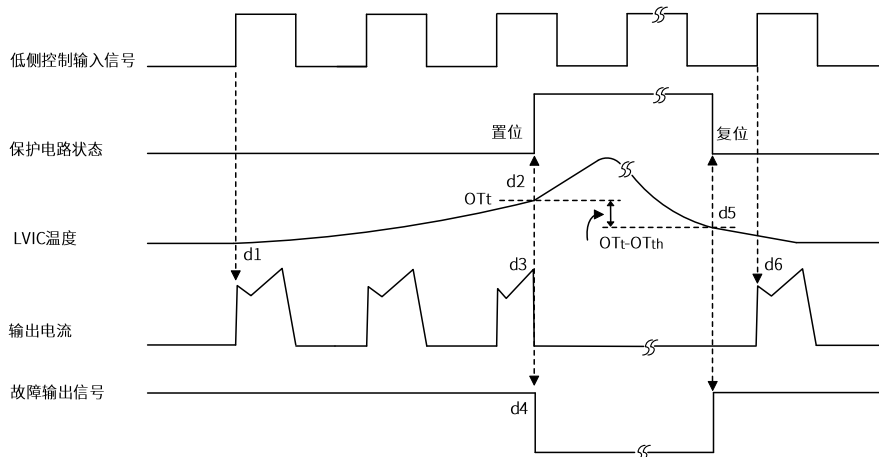 低侧控制输入信号
保护电路状态
置位
复位
d2
OTt
d5
LVIC温度
OTt-OTth
d1
d3
d6
输出电流
故障输出信号
d4